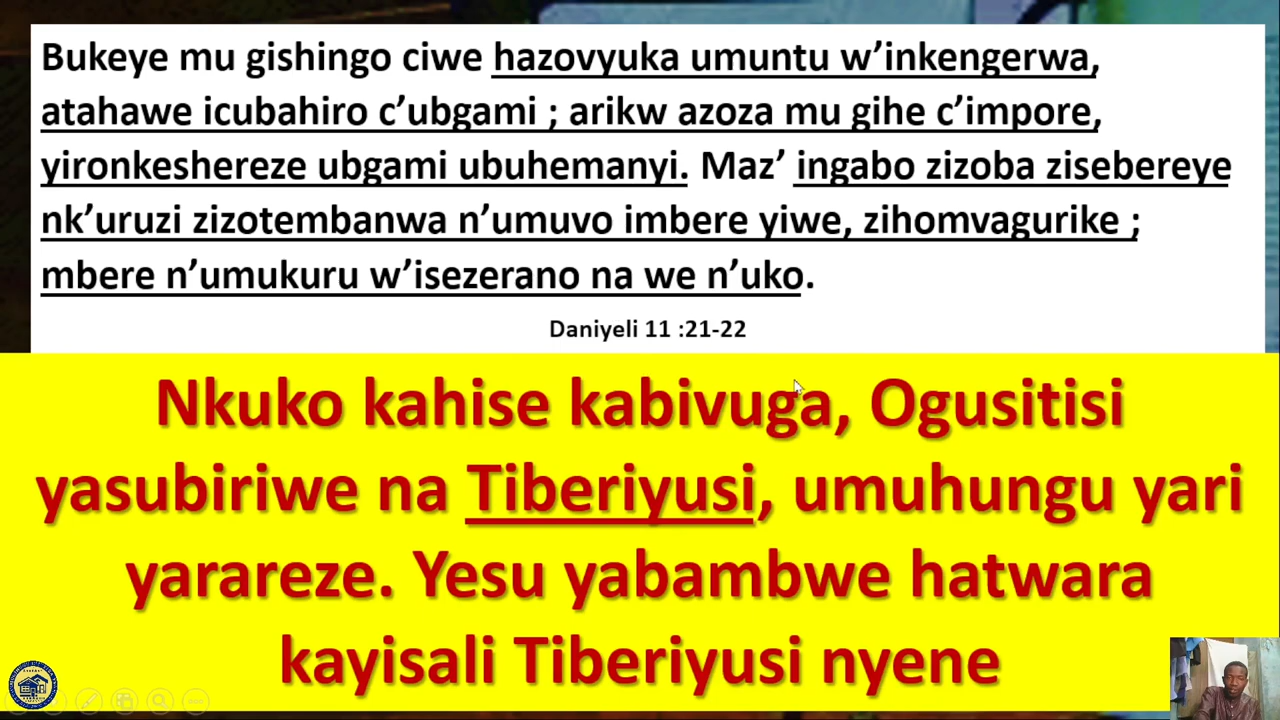 Bukeye mu gishingo ciwe hazovyuka umuntu w’inkengerwa,
atahawe icubahiro c’ubgami ; arikw azoza mu gihe c’impore,
yironkeshereze ubgami ubuhemanyi. Maz’ ingabo zizoba zisebereye
nk’uruzi zizotembanwa n’umuvo imbere yiwe, zihomvagurike ;
mbere n’umukuru w’isezerano na we n’uko.
Daniyeli 11 :21-22
Nkuko kahise kabivuga, Ogusitisi
yasubiriwe na Tiberiyusi, umuhungu yari
yarareze. Yesu yabambwe hatwara
kayisali Tiberiyusi nyene